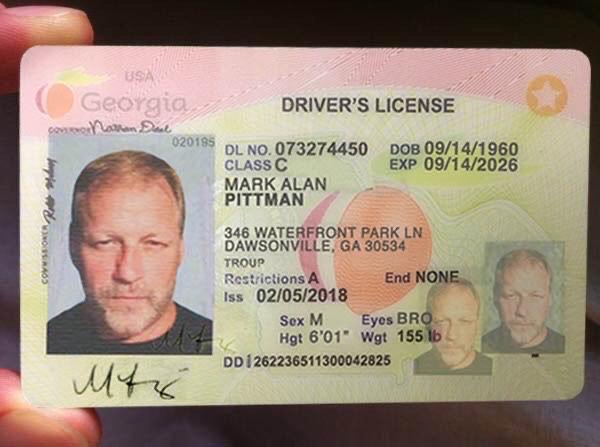 USA
Georgia
DRIVER'S LICENSE
GOVERNOR Nathan Deal
020195
DL NO. 073274450
DOB 09/14/1960
CLASS C
EXP 09/14/2026
MARK ALAN
PITTMAN
346 WATERFRONT PARK LN
DAWSONVILLE, GA 30534
TROUP
Restrictions A
End NONE
Iss 02/05/2018
Sex M
Eyes BRO
Hgt 6'01"
Wgt 155 lb
DD 262236511300042825
COMMISSIONER